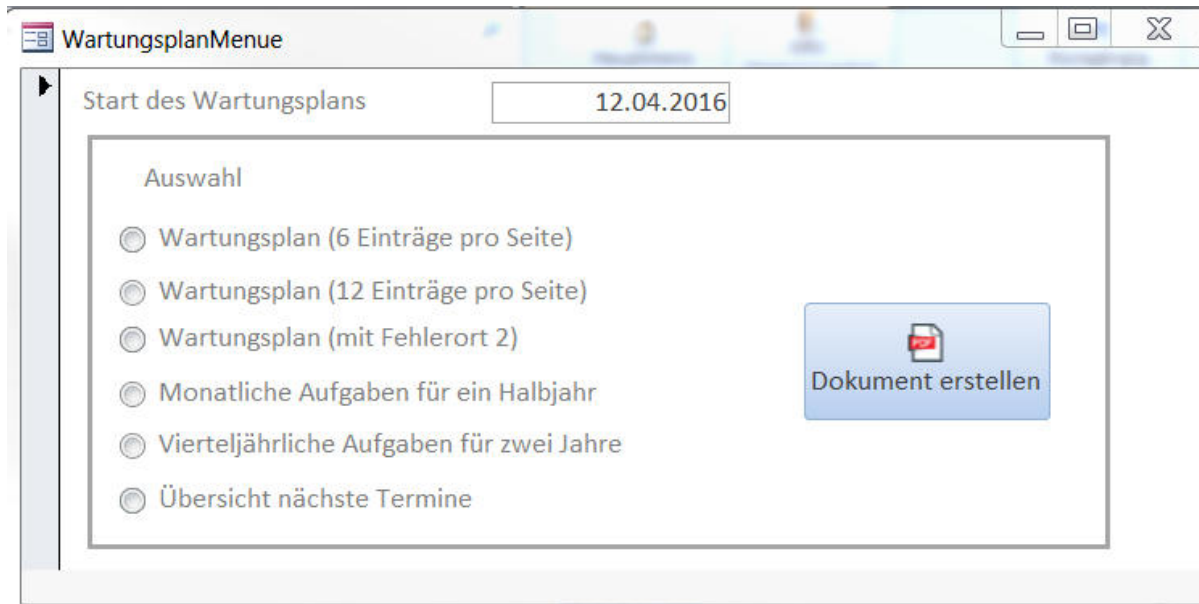 WartungsplanMenue
Start des Wartungsplans 12.04.2016
Auswahl
Wartungsplan (6 Einträge pro Seite)
Wartungsplan (12 Einträge pro Seite)
Wartungsplan (mit Fehlerort 2)
Monatliche Aufgaben für ein Halbjahr
Vierteljährliche Aufgaben für zwei Jahre
Übersicht nächste Termine
PDF
Dokument erstellen